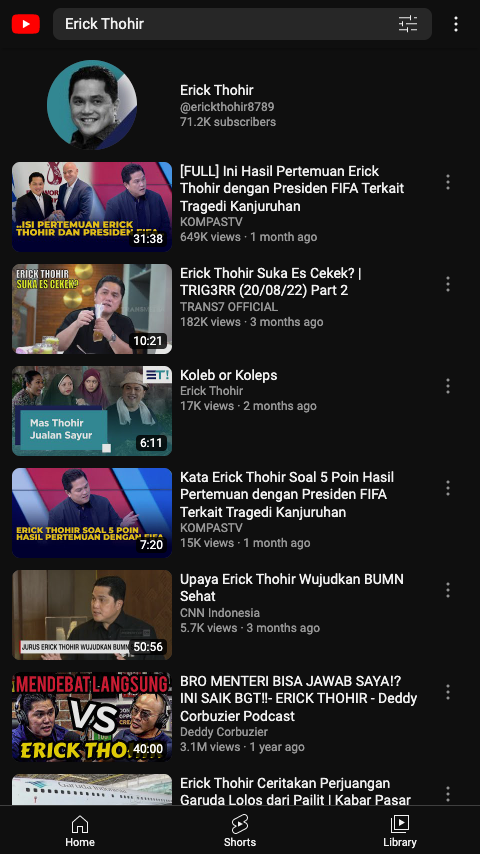 Erick Thohir
Erick Thohir
@erickthohir8789
71.2K subscribers
..ISI PERTEMUAN ERICK
THOHIR DAN PRESIDEN FIFA
31:38
[FULL] Ini Hasil Pertemuan Erick
Thohir dengan Presiden FIFA Terkait
Tragedi Kanjuruhan
KOMPASTV
649K views · 1 month ago
ERICK THOHIR
SUKA ES CEKEK?
10:21
Erick Thohir Suka Es Cekek? |
TRIG3RR (20/08/22) Part 2
TRANS7 OFFICIAL
182K views · 3 months ago
ET!
Mas Thohir
Jualan Sayur
6:11
Koleb or Koleps
Erick Thohir
17K views · 2 months ago
ERICK THOHIR SOAL 5 POIN
HASIL PERTEMUAN DENGAN FIFA
7:20
Kata Erick Thohir Soal 5 Poin Hasil
Pertemuan dengan Presiden FIFA
Terkait Tragedi Kanjuruhan
KOMPASTV
15K views · 1 month ago
JURUS ERICK THOHIR WUJUDKAN BUMN
50:56
Upaya Erick Thohir Wujudkan BUMN
Sehat
CNN Indonesia
5.7K views · 3 months ago
MENDEBAT LANGSUNG
VS
ERICK THO
40:00
BRO MENTERI BISA JAWAB SAYA!?
INI SAIK BGT!!- ERICK THOHIR - Deddy
Corbuzier Podcast
Deddy Corbuzier
3.1M views · 1 year ago
Garuda Indonesia
Erick Thohir Ceritakan Perjuangan
Garuda Lolos dari Pailit | Kabar Pasar
Home
Shorts
Library